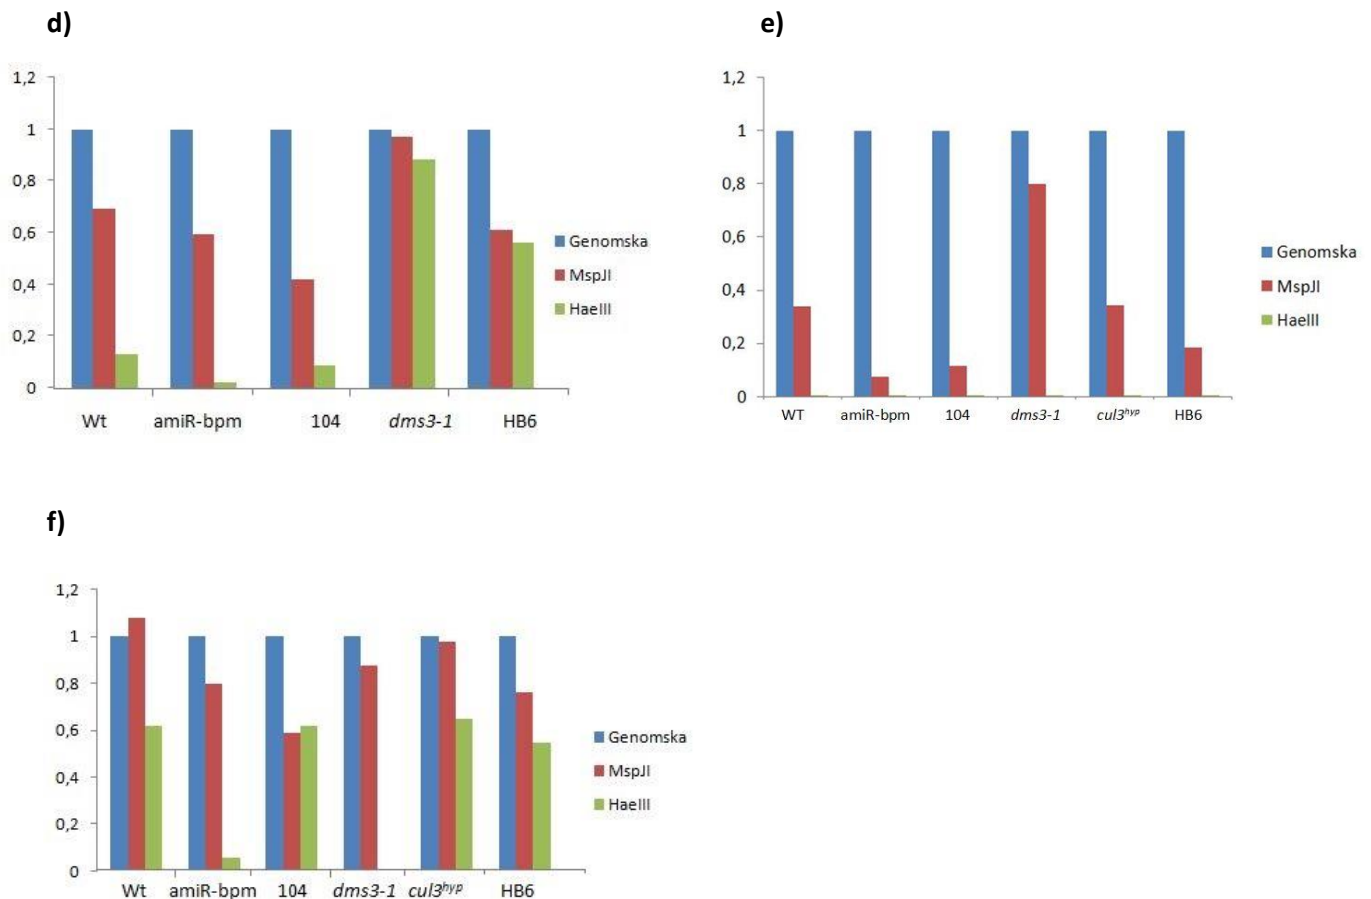 d)
1,2
1
0,8
0,6
0,4
0,2
0
Wt amiR-bpm 104 dms3-1 HB6
Genomska
MspJI
HaeIII
e)
1,2
1
0,8
0,6
0,4
0,2
0
WT amiR-bpm 104 dms3-1 cul3hyp HB6
Genomska
MspJI
HaeIII
f)
1,2
1
0,8
0,6
0,4
0,2
0
Wt amiR-bpm 104 dms3-1 cul3hyp HB6
Genomska
MspJI
HaeIII